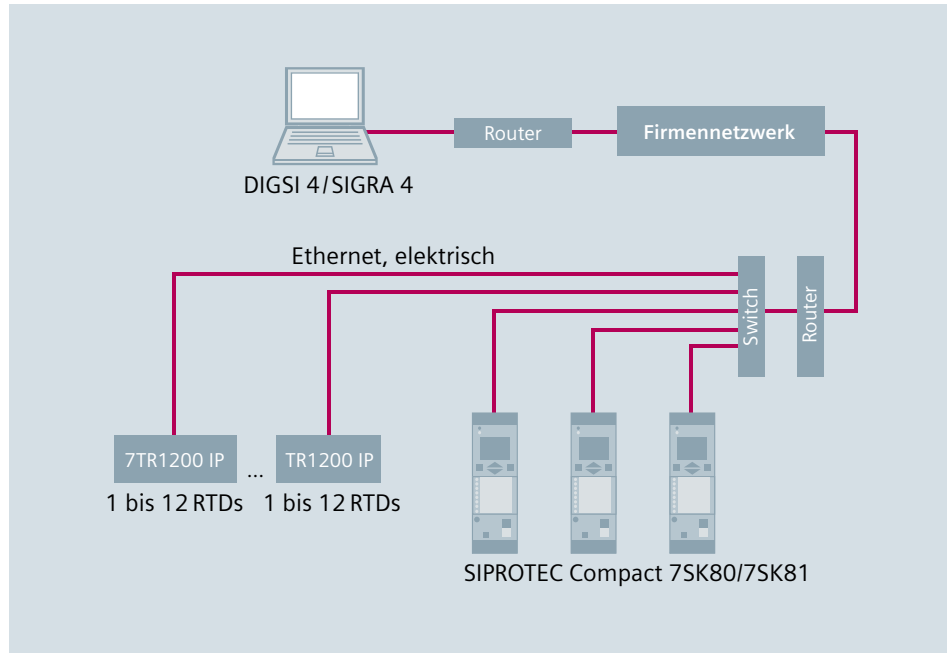 Router
Firmennetzwerk
DIGSI 4/SIGRA 4
Ethernet, elektrisch
Switch
Router
7TR1200 IP
...
TR1200 IP
1 bis 12 RTDs
1 bis 12 RTDs
SIPROTEC Compact 7SK80/7SK81